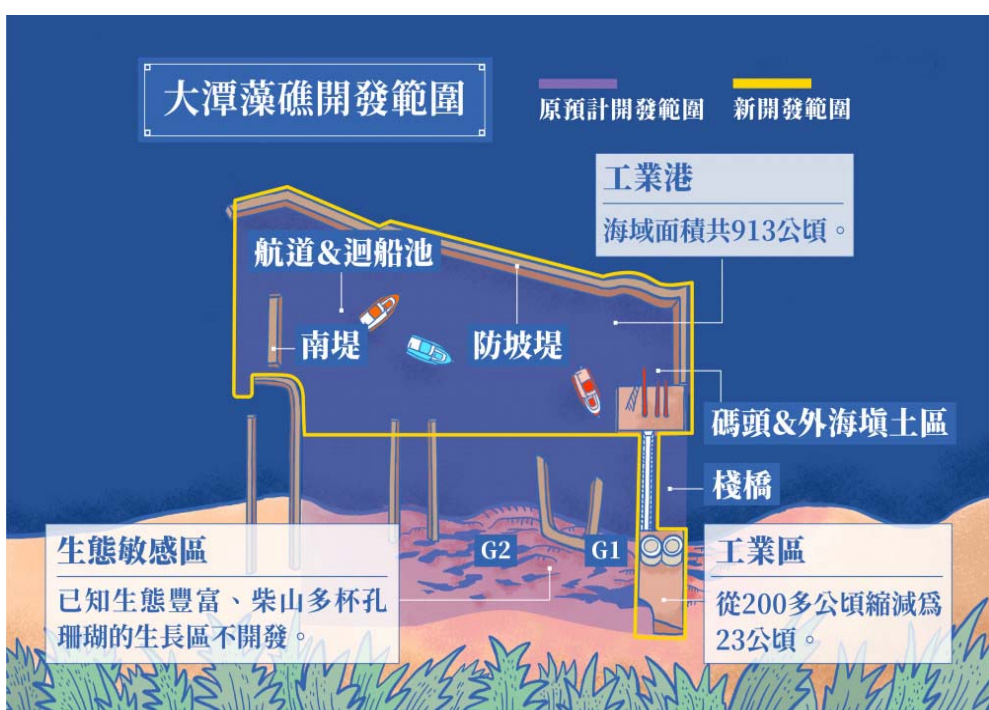 大潭藻礁開發範圍
原預計開發範圍
新開發範圍
工業港
海域面積共913公頃。
航道&迴船池
南堤
防坡堤
碼頭&外海塡土區
棧橋
生態敏感區
已知生態豐富、柴山多杯孔
珊瑚的生長區不開發。
G2
G1
工業區
從200多公頃縮減爲
23公頃。